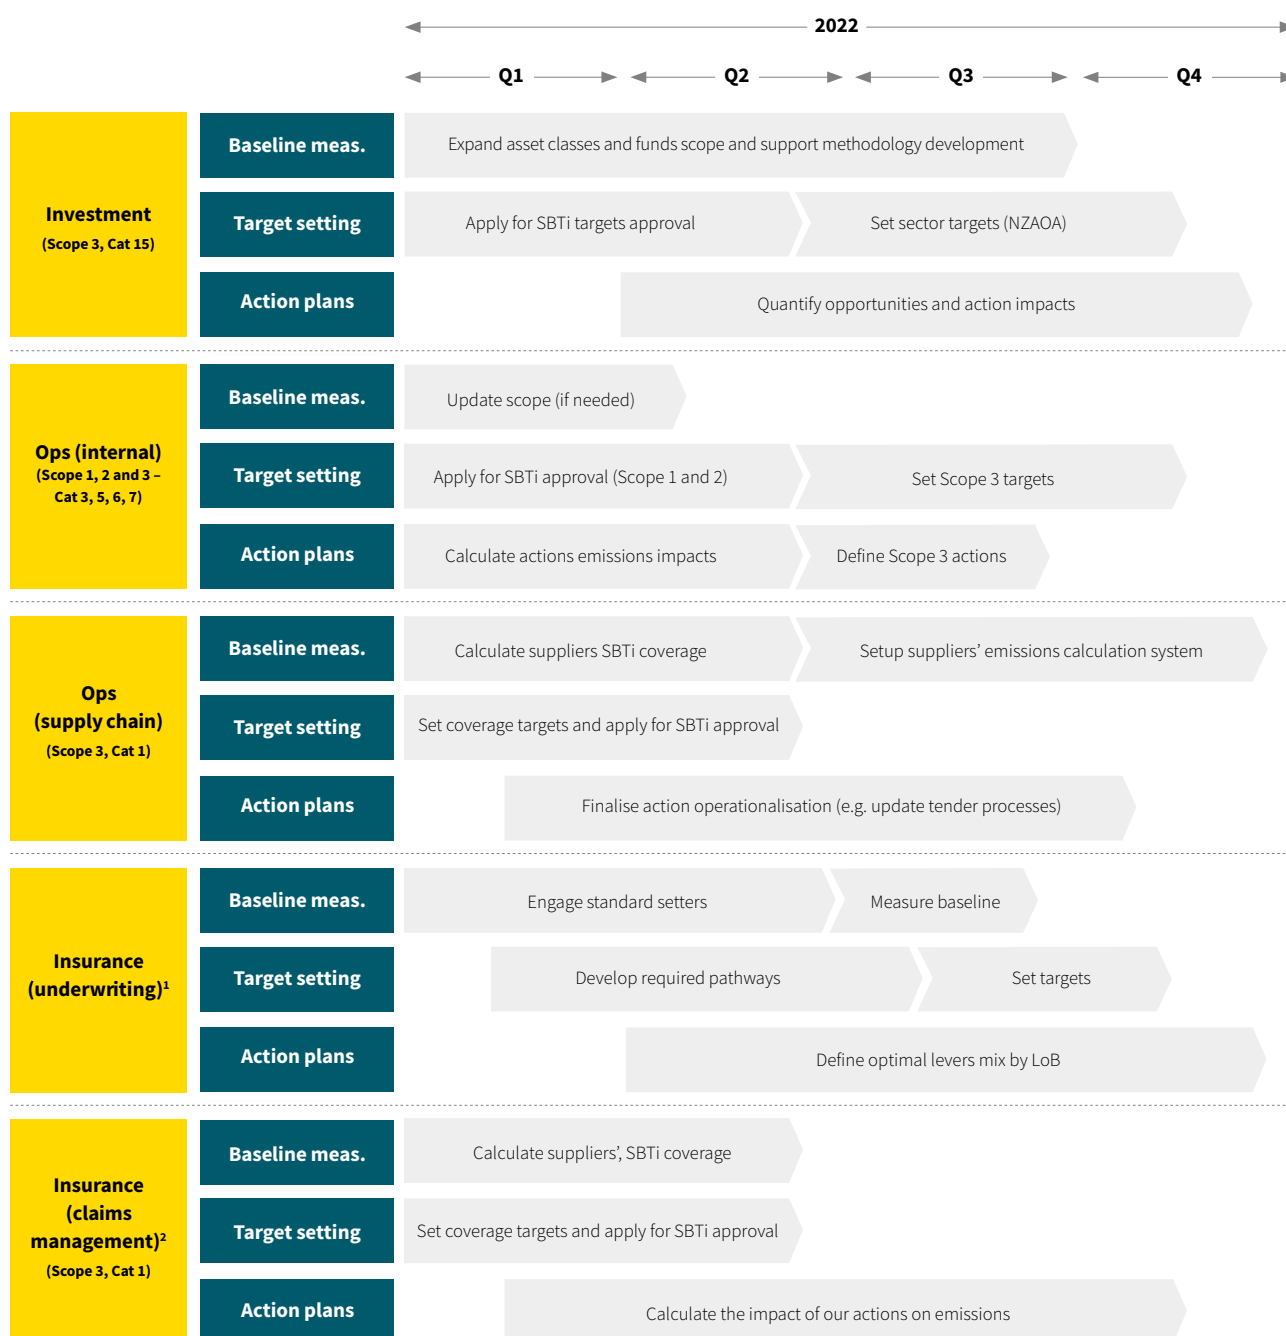 2022
Q1
Q2
Q3
Q4
Investment
(Scope 3, Cat 15)
Baseline meas.
Expand asset classes and funds scope and support methodology development
Target setting
Apply for SBTi targets approval
Set sector targets (NZAOA)
Action plans
Quantify opportunities and action impacts
Ops (internal)
(Scope 1, 2 and 3 –
Cat 3, 5, 6, 7)
Baseline meas.
Update scope (if needed)
Target setting
Apply for SBTi approval (Scope 1 and 2)
Set Scope 3 targets
Action plans
Calculate actions emissions impacts
Define Scope 3 actions
Ops
(supply chain)
(Scope 3, Cat 1)
Baseline meas.
Calculate suppliers SBTi coverage
Setup suppliers’ emissions calculation system
Target setting
Set coverage targets and apply for SBTi approval
Action plans
Finalise action operationalisation (e.g. update tender processes)
Insurance
(underwriting)¹
Baseline meas.
Engage standard setters
Measure baseline
Target setting
Develop required pathways
Set targets
Action plans
Define optimal levers mix by LoB
Insurance
(claims
management)²
(Scope 3, Cat 1)
Baseline meas.
Calculate suppliers’, SBTi coverage
Target setting
Set coverage targets and apply for SBTi approval
Action plans
Calculate the impact of our actions on emissions